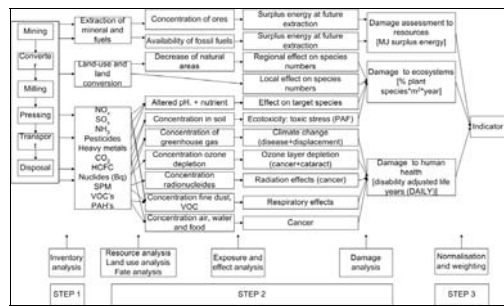 Mining
Converte
r
Milling
Pressing
Transpor
t
Disposal
Extraction of
mineral and
fuels
Land-use and
land
conversion
NOx
SOx
NH3
Pesticides
Heavy metals
CO2
HCFC
Nuclides (Bq)
SPM
VOC's
PAH's
Concentration of ores
Availability of fossil fuels
Decrease of natural
areas
Altered pH. + nutrient
Concentration in soil
Concentration of
greenhouse gas
Concentration ozone
depletion
Concentration
radionucleides
Concentration fine dust,
VOC
Concentration air, water
and food
Surplus energy at future
extraction
Surplus energy at future
extraction
Regional effect on species
numbers
Local effect on species
numbers
Effect on target species
Ecotoxicity: toxic stress (PAF)
Climate change
(disease+displacement)
Ozone layer depletion
(cancer+cataract)
Radiation effects (cancer)
Respiratory effects
Cancer
Damage assessment to
resources
[MJ surplus energy]
Damage to ecosystems
[% plant
species*m²*year]
Damage to human
health
[disability adjusted life
years (DAILY)]
Indicator
Inventory
analysis
Resource analysis
Land use analysis
Fate analysis
Exposure and
effect analysis
Damage
analysis
Normalisation and
weighting
STEP 1
STEP 2
STEP 3